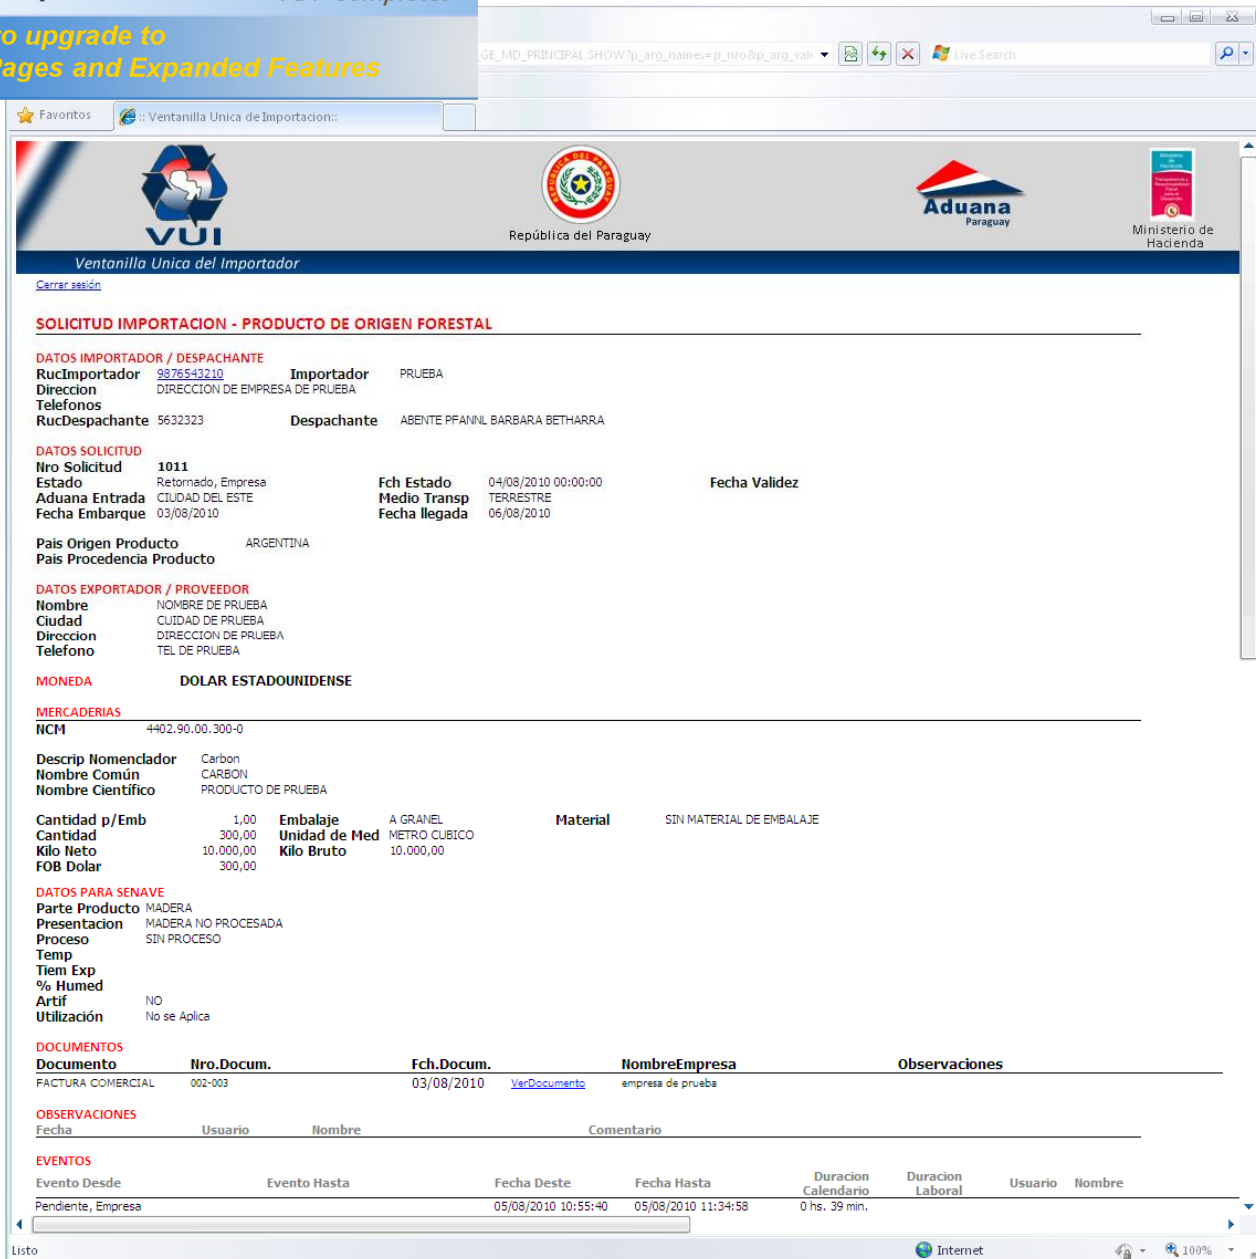 PDF Complete.
o upgrade to
Pages and Expanded Features
_GE_MD_PRINCIPAL.SHOW?p_arg_names=p_nro&p_arg_val
Live Search
Favoritos
:: Ventanilla Unica de Importacion::
VUI
República del Paraguay
Aduana
Paraguay
Ministerio de
Hacienda
Ventanilla Unica del Importador
Cerrar sesión
SOLICITUD IMPORTACION - PRODUCTO DE ORIGEN FORESTAL
DATOS IMPORTADOR / DESPACHANTE
RucImportador 9876543210 Importador PRUEBA
Direccion DIRECCION DE EMPRESA DE PRUEBA
Telefonos
RucDespachante 5632323 Despachante ABENTE PFANNL BARBARA BETHARRA
DATOS SOLICITUD
Nro Solicitud 1011
Estado Retornado, Empresa Fch Estado 04/08/2010 00:00:00 Fecha Validez
Aduana Entrada CIUDAD DEL ESTE Medio Transp TERRESTRE
Fecha Embarque 03/08/2010 Fecha llegada 06/08/2010
Pais Origen Producto ARGENTINA
Pais Procedencia Producto
DATOS EXPORTADOR / PROVEEDOR
Nombre NOMBRE DE PRUEBA
Ciudad CUIDAD DE PRUEBA
Direccion DIRECCION DE PRUEBA
Telefono TEL DE PRUEBA
MONEDA DOLAR ESTADOUNIDENSE
MERCADERIAS
NCM 4402.90.00.300-0
Descrip Nomenclador Carbon
Nombre Común CARBON
Nombre Científico PRODUCTO DE PRUEBA
Cantidad p/Emb 1,00 Embalaje A GRANEL Material SIN MATERIAL DE EMBALAJE
Cantidad 300,00 Unidad de Med METRO CUBICO
Kilo Neto 10.000,00 Kilo Bruto 10.000,00
FOB Dolar 300,00
DATOS PARA SENAVE
Parte Producto MADERA
Presentacion MADERA NO PROCESADA
Proceso SIN PROCESO
Temp
Tiem Exp
% Humed
Artif NO
Utilización No se Aplica
DOCUMENTOS
Documento Nro.Docum. Fch.Docum. NombreEmpresa Observaciones
FACTURA COMERCIAL 002-003 03/08/2010 VerDocumento empresa de prueba
OBSERVACIONES
Fecha Usuario Nombre Comentario
EVENTOS
Evento Desde Evento Hasta Fecha Deste Fecha Hasta Duracion Calendario Duracion Laboral Usuario Nombre
Pendiente, Empresa 05/08/2010 10:55:40 05/08/2010 11:34:58 0 hs. 39 min.
Listo Internet 100%